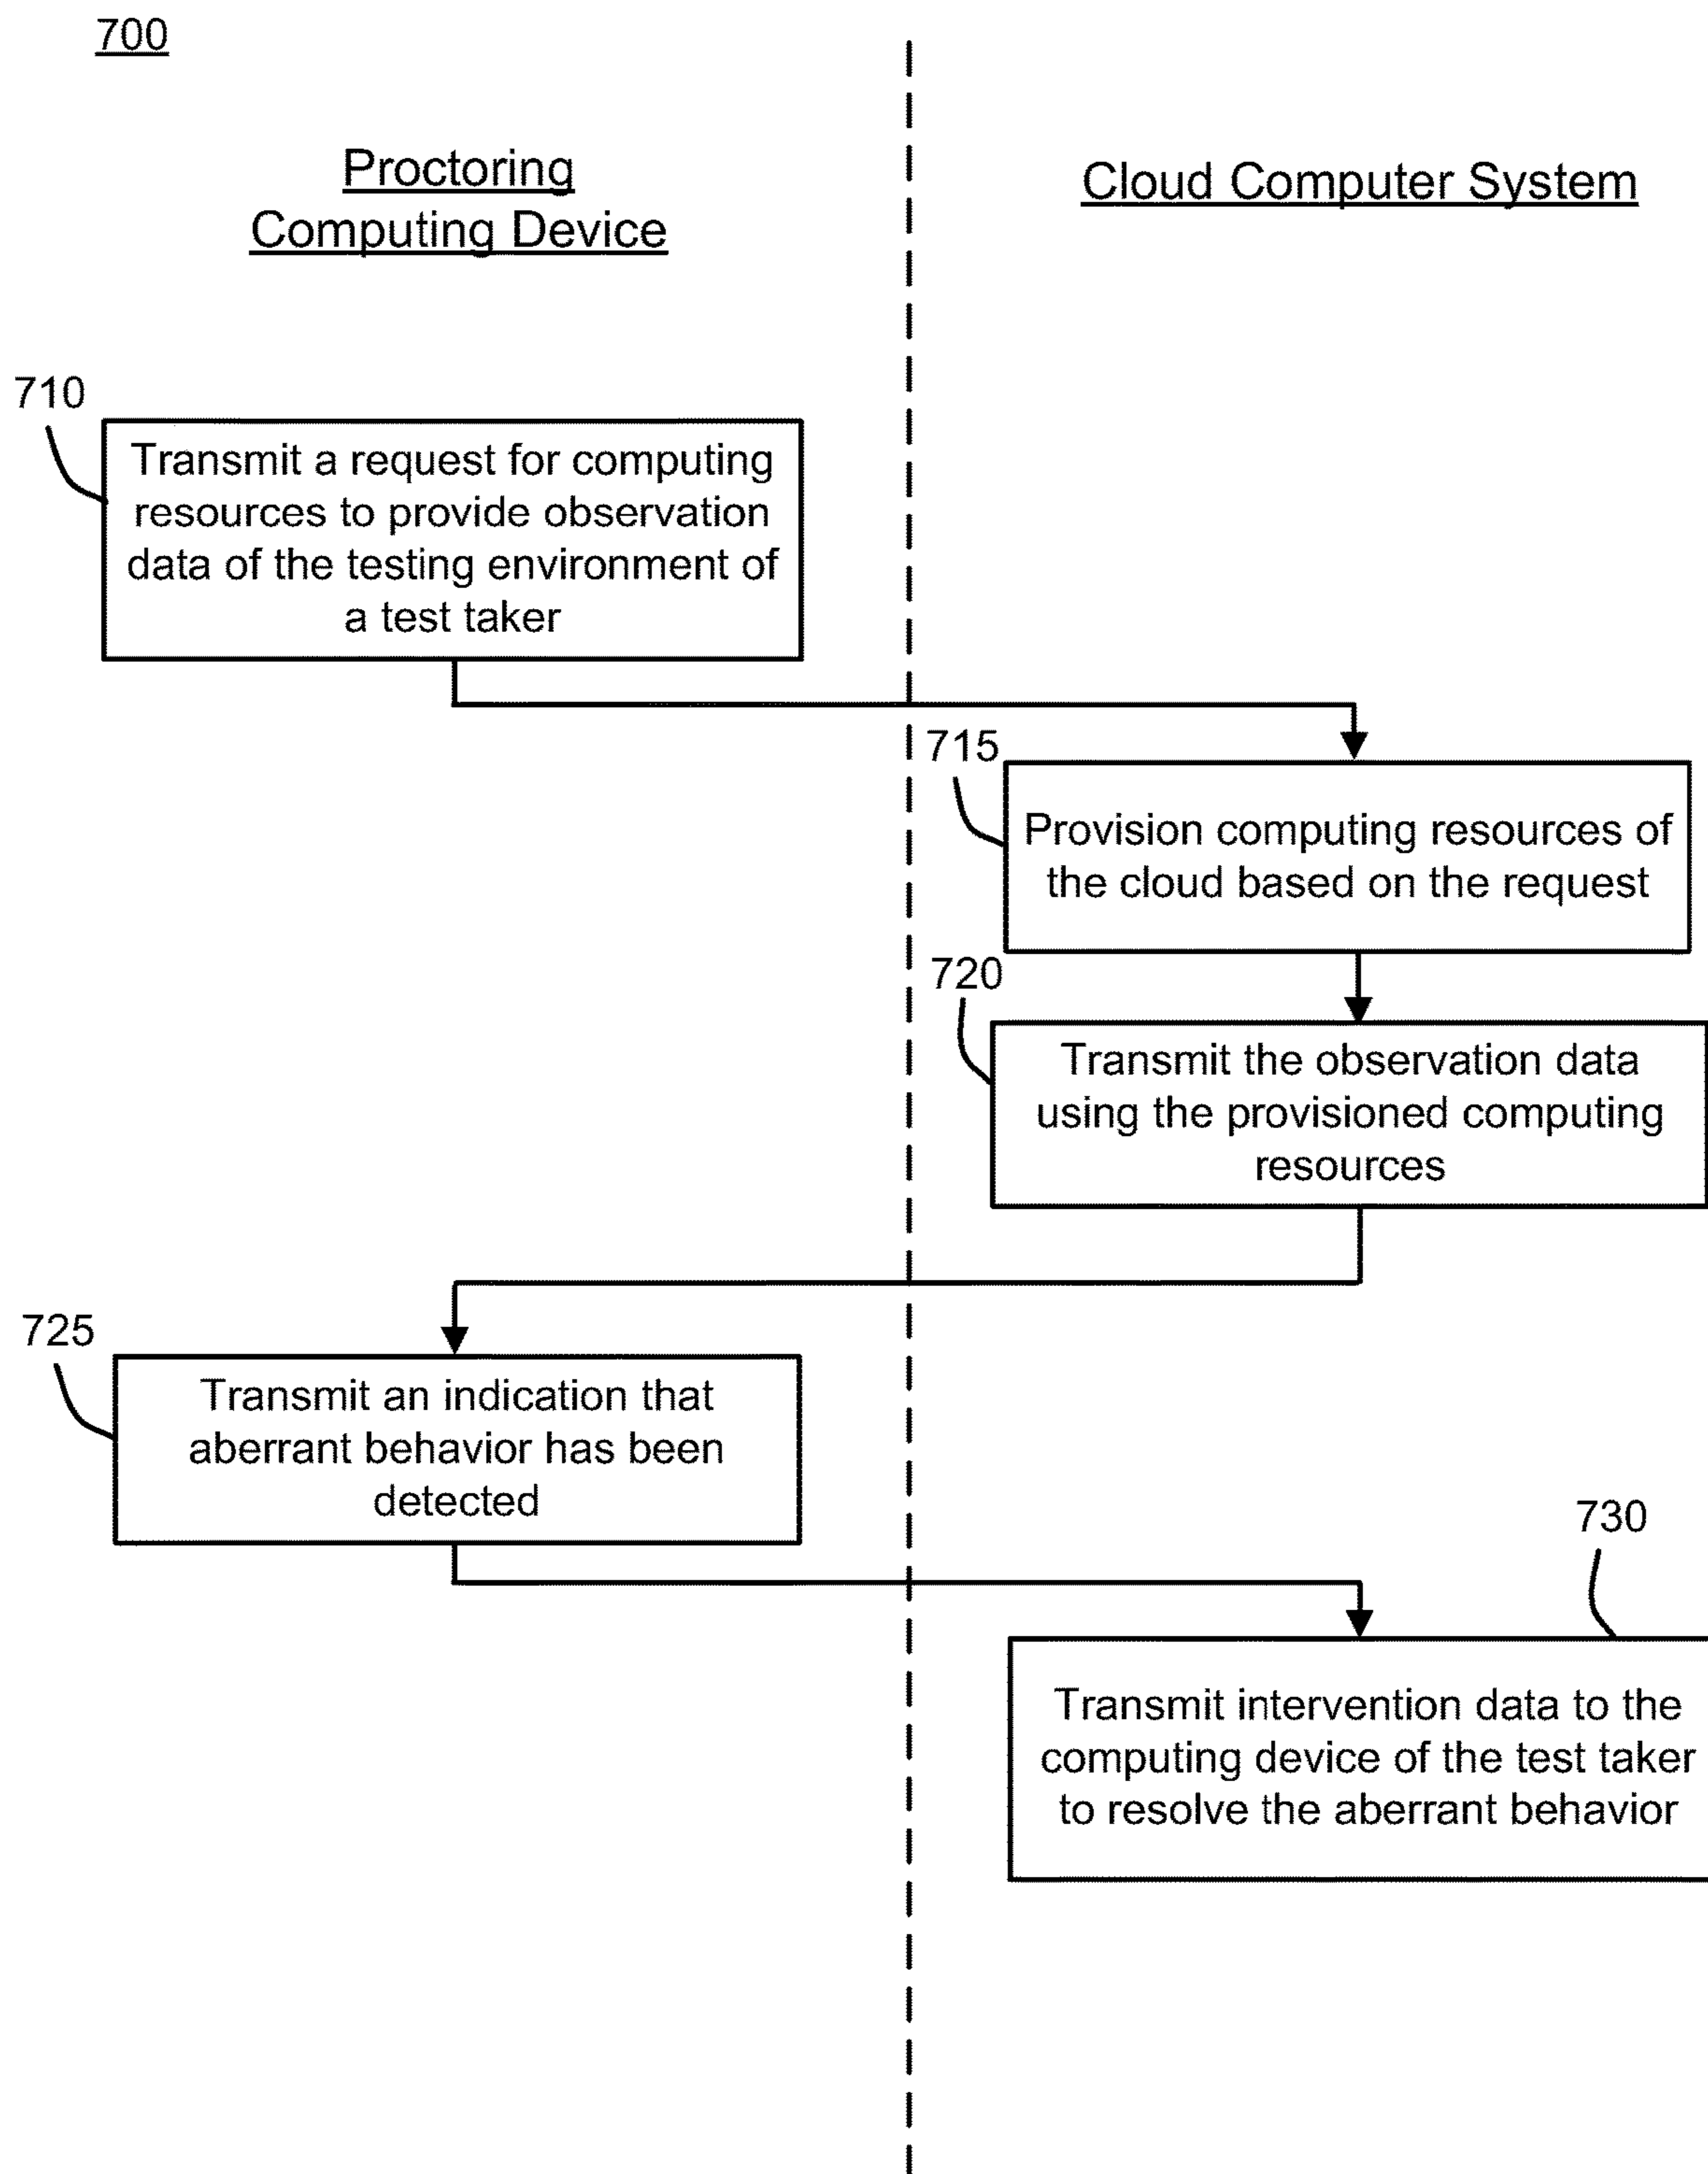 700
Proctoring
Computing Device
Cloud Computer System
710
Transmit a request for computing
resources to provide observation
data of the testing environment of
a test taker
715
Provision computing resources of
the cloud based on the request
720
Transmit the observation data
using the provisioned computing
resources
725
Transmit an indication that
aberrant behavior has been
detected
730
Transmit intervention data to the
computing device of the test taker
to resolve the aberrant behavior